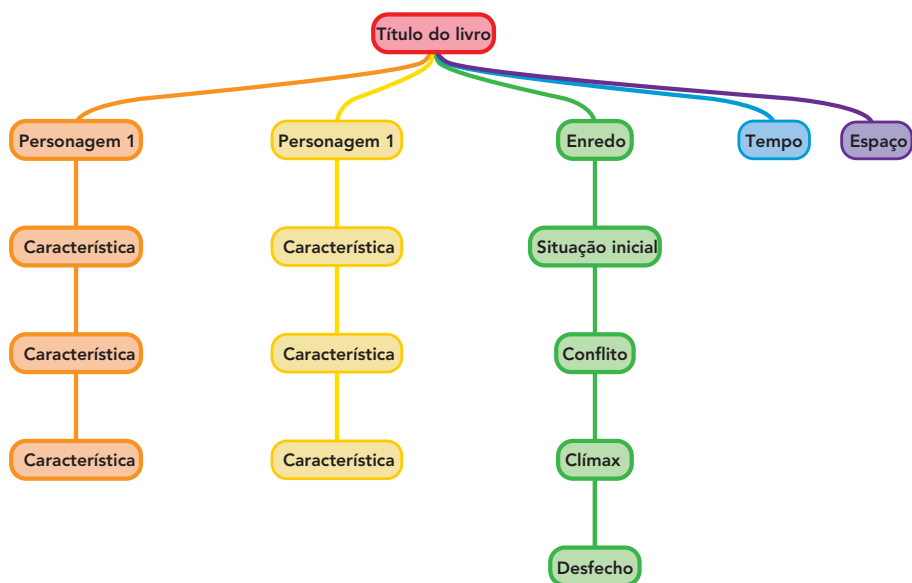 Título do livro
Personagem 1
Personagem 1
Enredo
Tempo
Espaço
Característica
Característica
Situação inicial
Característica
Característica
Conflito
Característica
Característica
Clímax
Desfecho